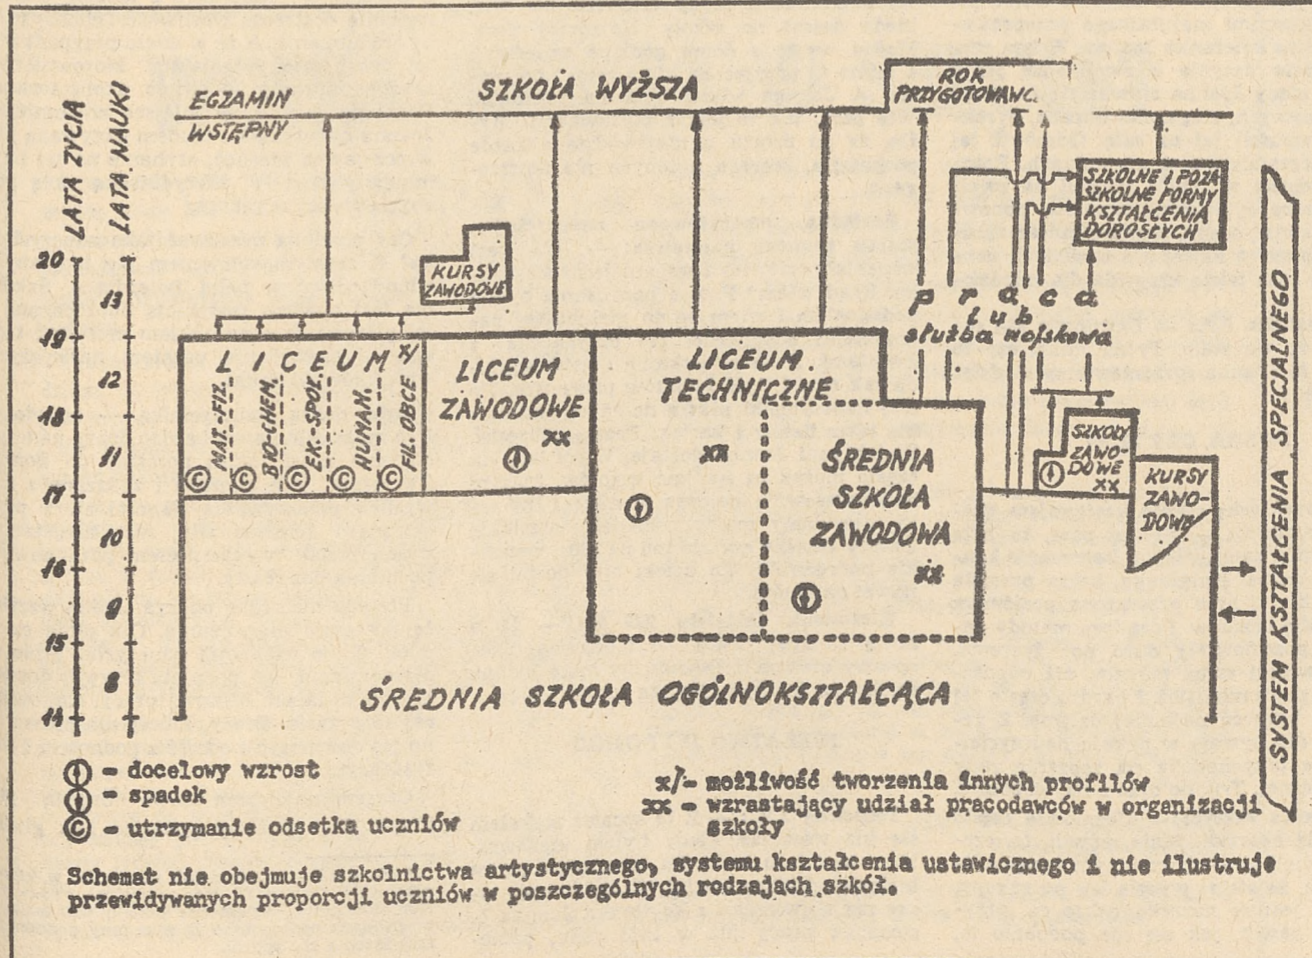 LATA ŻYCIA
LATA NAUKI
20
19
18
17
16
15
14
13
12
11
10
9
8
EGZAMIN
WSTĘPNY
SZKOŁA WYŻSZA
ROK
PRZYGOTOWAWC.
SZKOLNE I POZA
SZKOLNE FORMY
KSZTAŁCENIA
DOROSŁYCH
KURSY
ZAWODOWE
praca
lub
służba wojskowa
LICEUM x/
MAT.-FIZ.
BIO-CHEM.
EK.-SPOŁ.
HUMAN.
FIL. OBCE
© © © © ©
LICEUM
ZAWODOWE
xx
LICEUM
TECHNICZNE
xx
ŚREDNIA
SZKOŁA
ZAWODOWA
xx
SZKOŁY
ZAWO-
DOWE
xx
KURSY
ZAWO-
DOWE
SYSTEM KSZTAŁCENIA SPECJALNEGO
ŚREDNIA SZKOŁA OGÓLNOKSZTAŁCĄCA
- docelowy wzrost
- spadek
© - utrzymanie odsetka uczniów
x/- możliwość tworzenia innych profilów
xx - wzrastający udział pracodawców w organizacji
szkoły
Schemat nie obejmuje szkolnictwa artystycznego, systemu kształcenia ustawicznego i nie ilustruje
przewidywanych proporcji uczniów w poszczególnych rodzajach szkół.